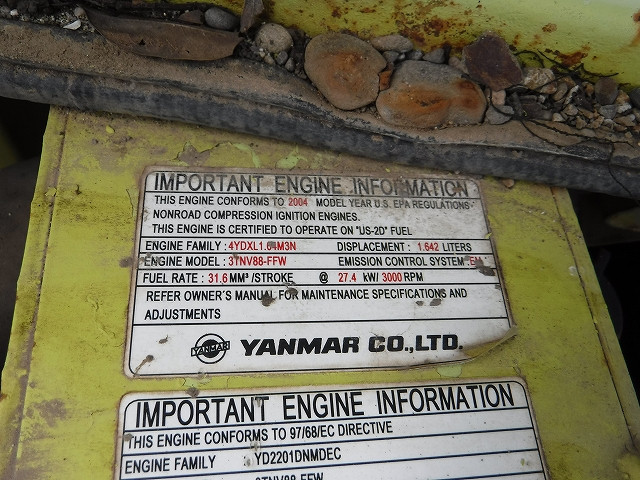 IMPORTANT ENGINE INFORMATION
THIS ENGINE CONFORMS TO 2004 MODEL YEAR U.S. EPA REGULATIONS
NONROAD COMPRESSION IGNITION ENGINES.
THIS ENGINE IS CERTIFIED TO OPERATE ON "US-2D" FUEL
ENGINE FAMILY : 4YDXL1.64M3N DISPLACEMENT : 1.642 LITERS
ENGINE MODEL : 3TNV88-FFW EMISSION CONTROL SYSTEM :
FUEL RATE : 31.6 MM³ /STROKE @ 27.4 kW/ 3000 RPM
REFER OWNER'S MANUAL FOR MAINTENANCE SPECIFICATIONS AND
ADJUSTMENTS
YANMAR YANMAR CO.,LTD.
IMPORTANT ENGINE INFORMATION
THIS ENGINE CONFORMS TO 97/68/EC DIRECTIVE
ENGINE FAMILY : YD2201DNMDEC
3TNV88-FFW